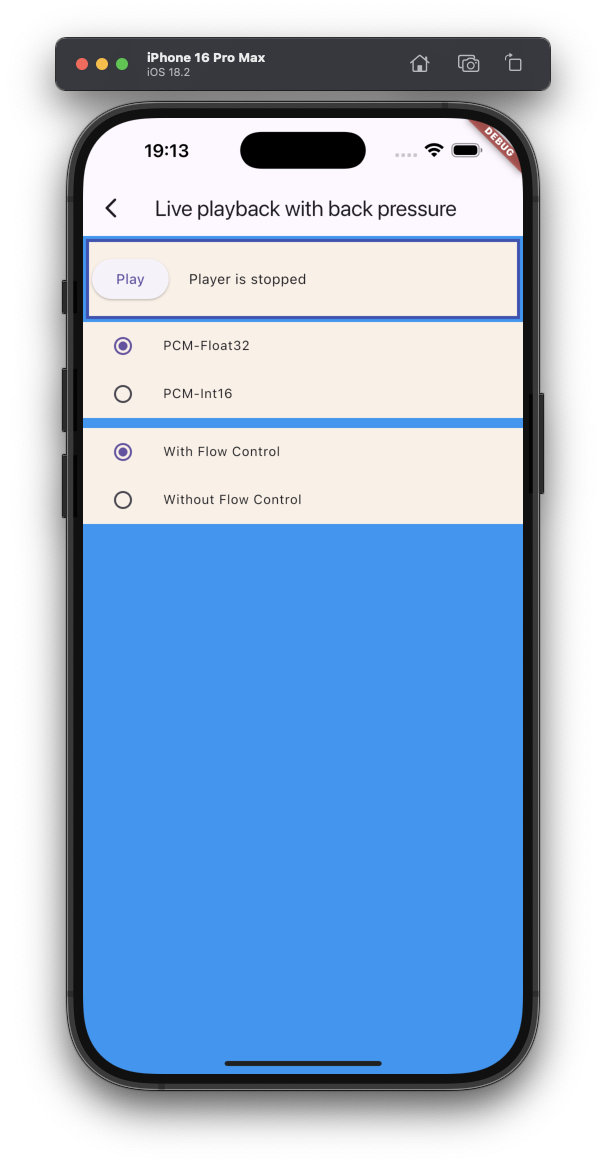 iPhone 16 Pro Max
iOS 18.2
19:13
DEBUG
Live playback with back pressure
Play
Player is stopped
PCM-Float32
PCM-Int16
With Flow Control
Without Flow Control